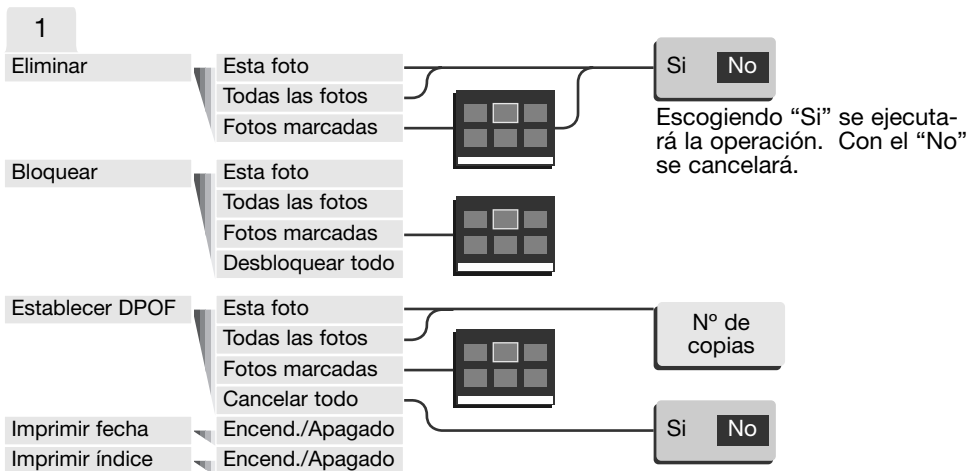 1
Eliminar
Esta foto
Todas las fotos
Fotos marcadas
Si No
Escogiendo “Si” se ejecuta-
rá la operación. Con el “No”
se cancelará.
Bloquear
Esta foto
Todas las fotos
Fotos marcadas
Desbloquear todo
Establecer DPOF
Esta foto
Todas las fotos
Fotos marcadas
Cancelar todo
Nº de
copias
Si No
Imprimir fecha
Encend./Apagado
Imprimir índice
Encend./Apagado